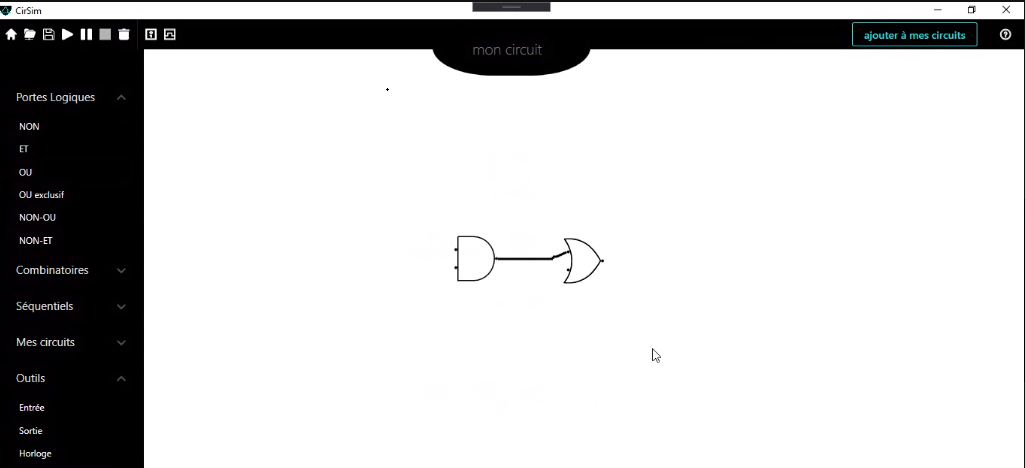 CirSim
ajouter à mes circuits
mon circuit
Portes Logiques
NON
ET
OU
OU exclusif
NON-OU
NON-ET
Combinatoires
Séquentiels
Mes circuits
Outils
Entrée
Sortie
Horloge